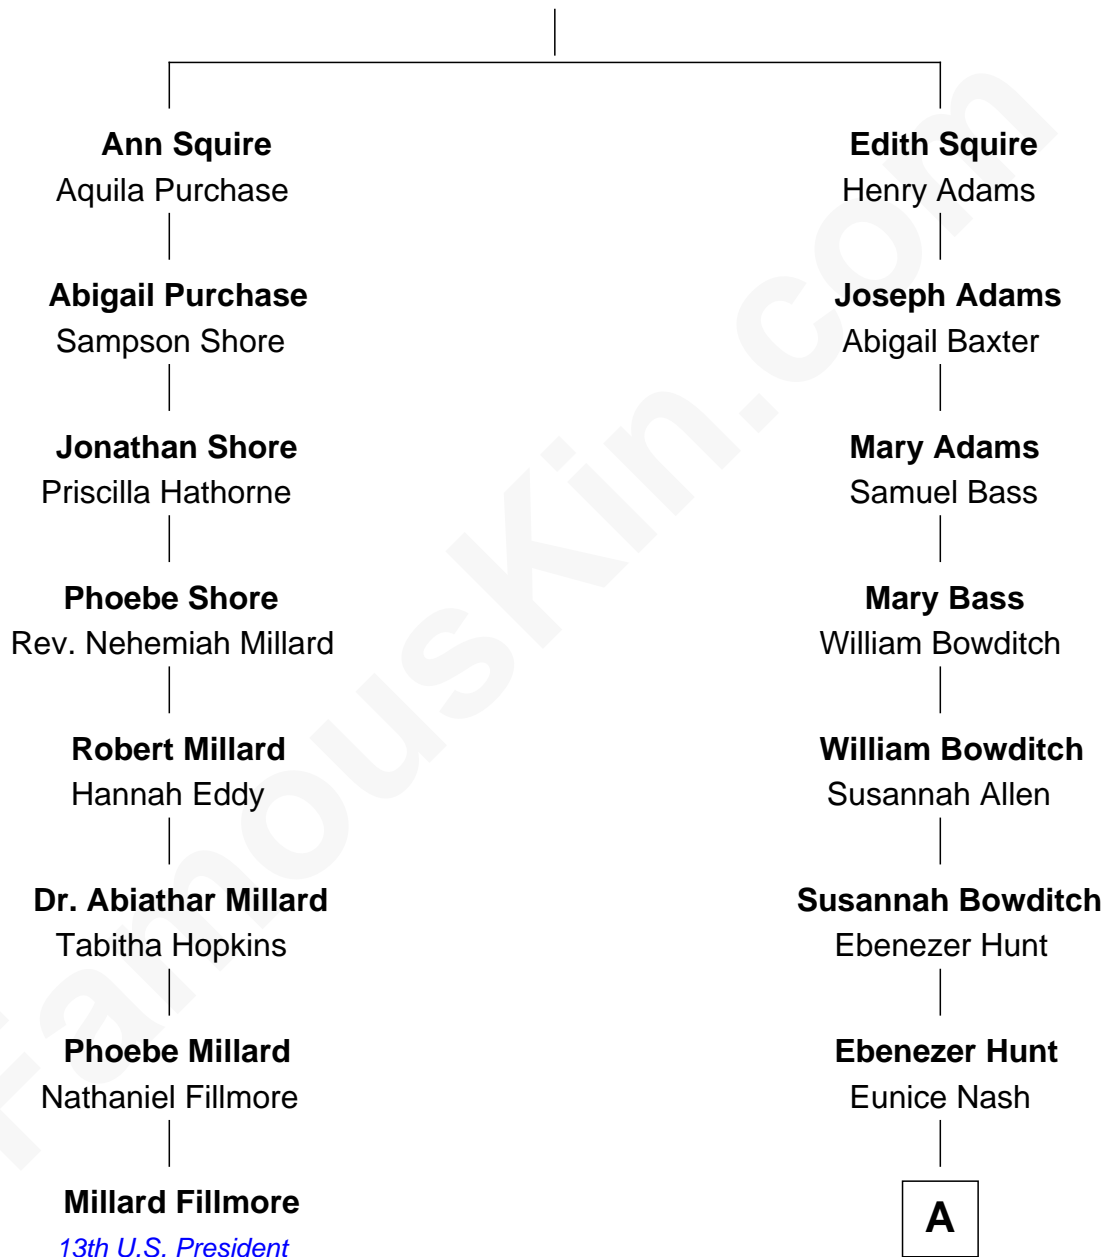 Ann Squire
Aquila Purchase
Abigail Purchase
Sampson Shore
Jonathan Shore
Priscilla Hathorne
Phoebe Shore
Rev. Nehemiah Millard
Robert Millard
Hannah Eddy
Dr. Abiathar Millard
Tabitha Hopkins
Phoebe Millard
Nathaniel Fillmore
Millard Fillmore
13th U.S. President
Edith Squire
Henry Adams
Joseph Adams
Abigail Baxter
Mary Adams
Samuel Bass
Mary Bass
William Bowditch
William Bowditch
Susannah Allen
Susannah Bowditch
Ebenezer Hunt
Ebenezer Hunt
Eunice Nash
A
FamousKin.com